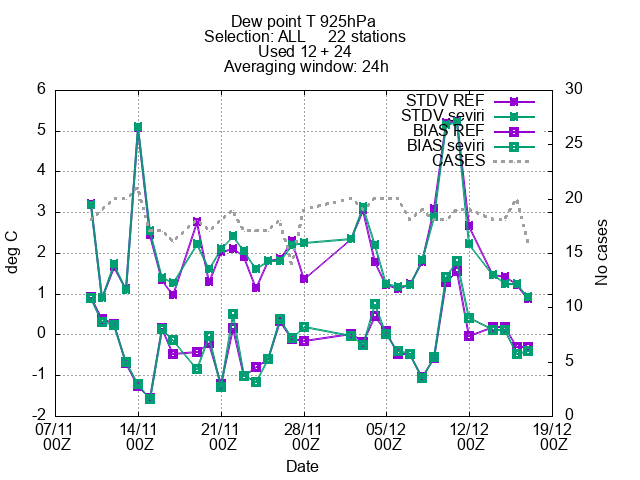 Dew point T 925hPa
Selection: ALL 22 stations
Used 12 + 24
Averaging window: 24h
STDV REF
STDV seviri
BIAS REF
BIAS seviri
CASES
deg C
6
5
4
3
2
1
0
-1
-2
No cases
30
25
20
15
10
5
0
07/11 14/11 21/11 28/11 05/12 12/12 19/12
00Z 00Z 00Z 00Z 00Z 00Z 00Z
Date